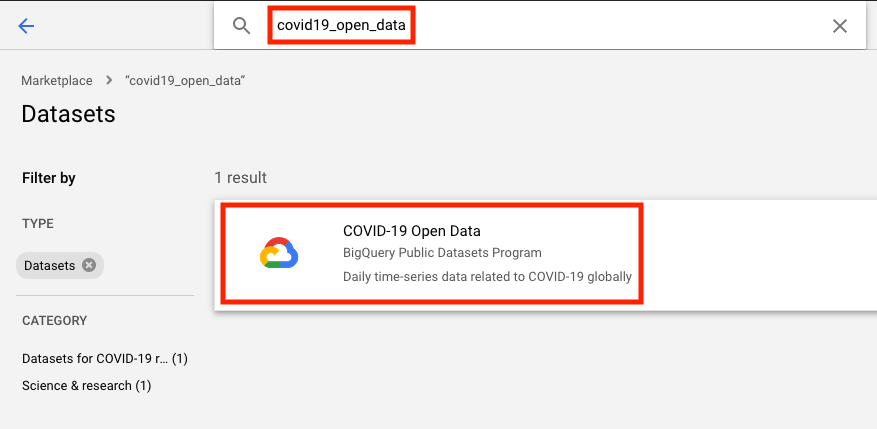 covid19_open_data
Marketplace > “covid19_open_data”
Datasets
Filter by
1 result
TYPE
Datasets
COVID-19 Open Data
BigQuery Public Datasets Program
Daily time-series data related to COVID-19 globally
CATEGORY
Datasets for COVID-19 r... (1)
Science & research (1)